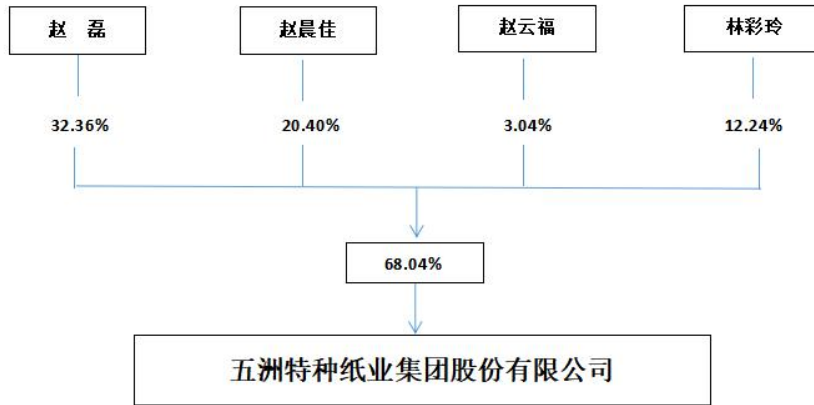 赵 磊
赵晨佳
赵云福
林彩玲
32.36%
20.40%
3.04%
12.24%
68.04%
五洲特种纸业集团股份有限公司